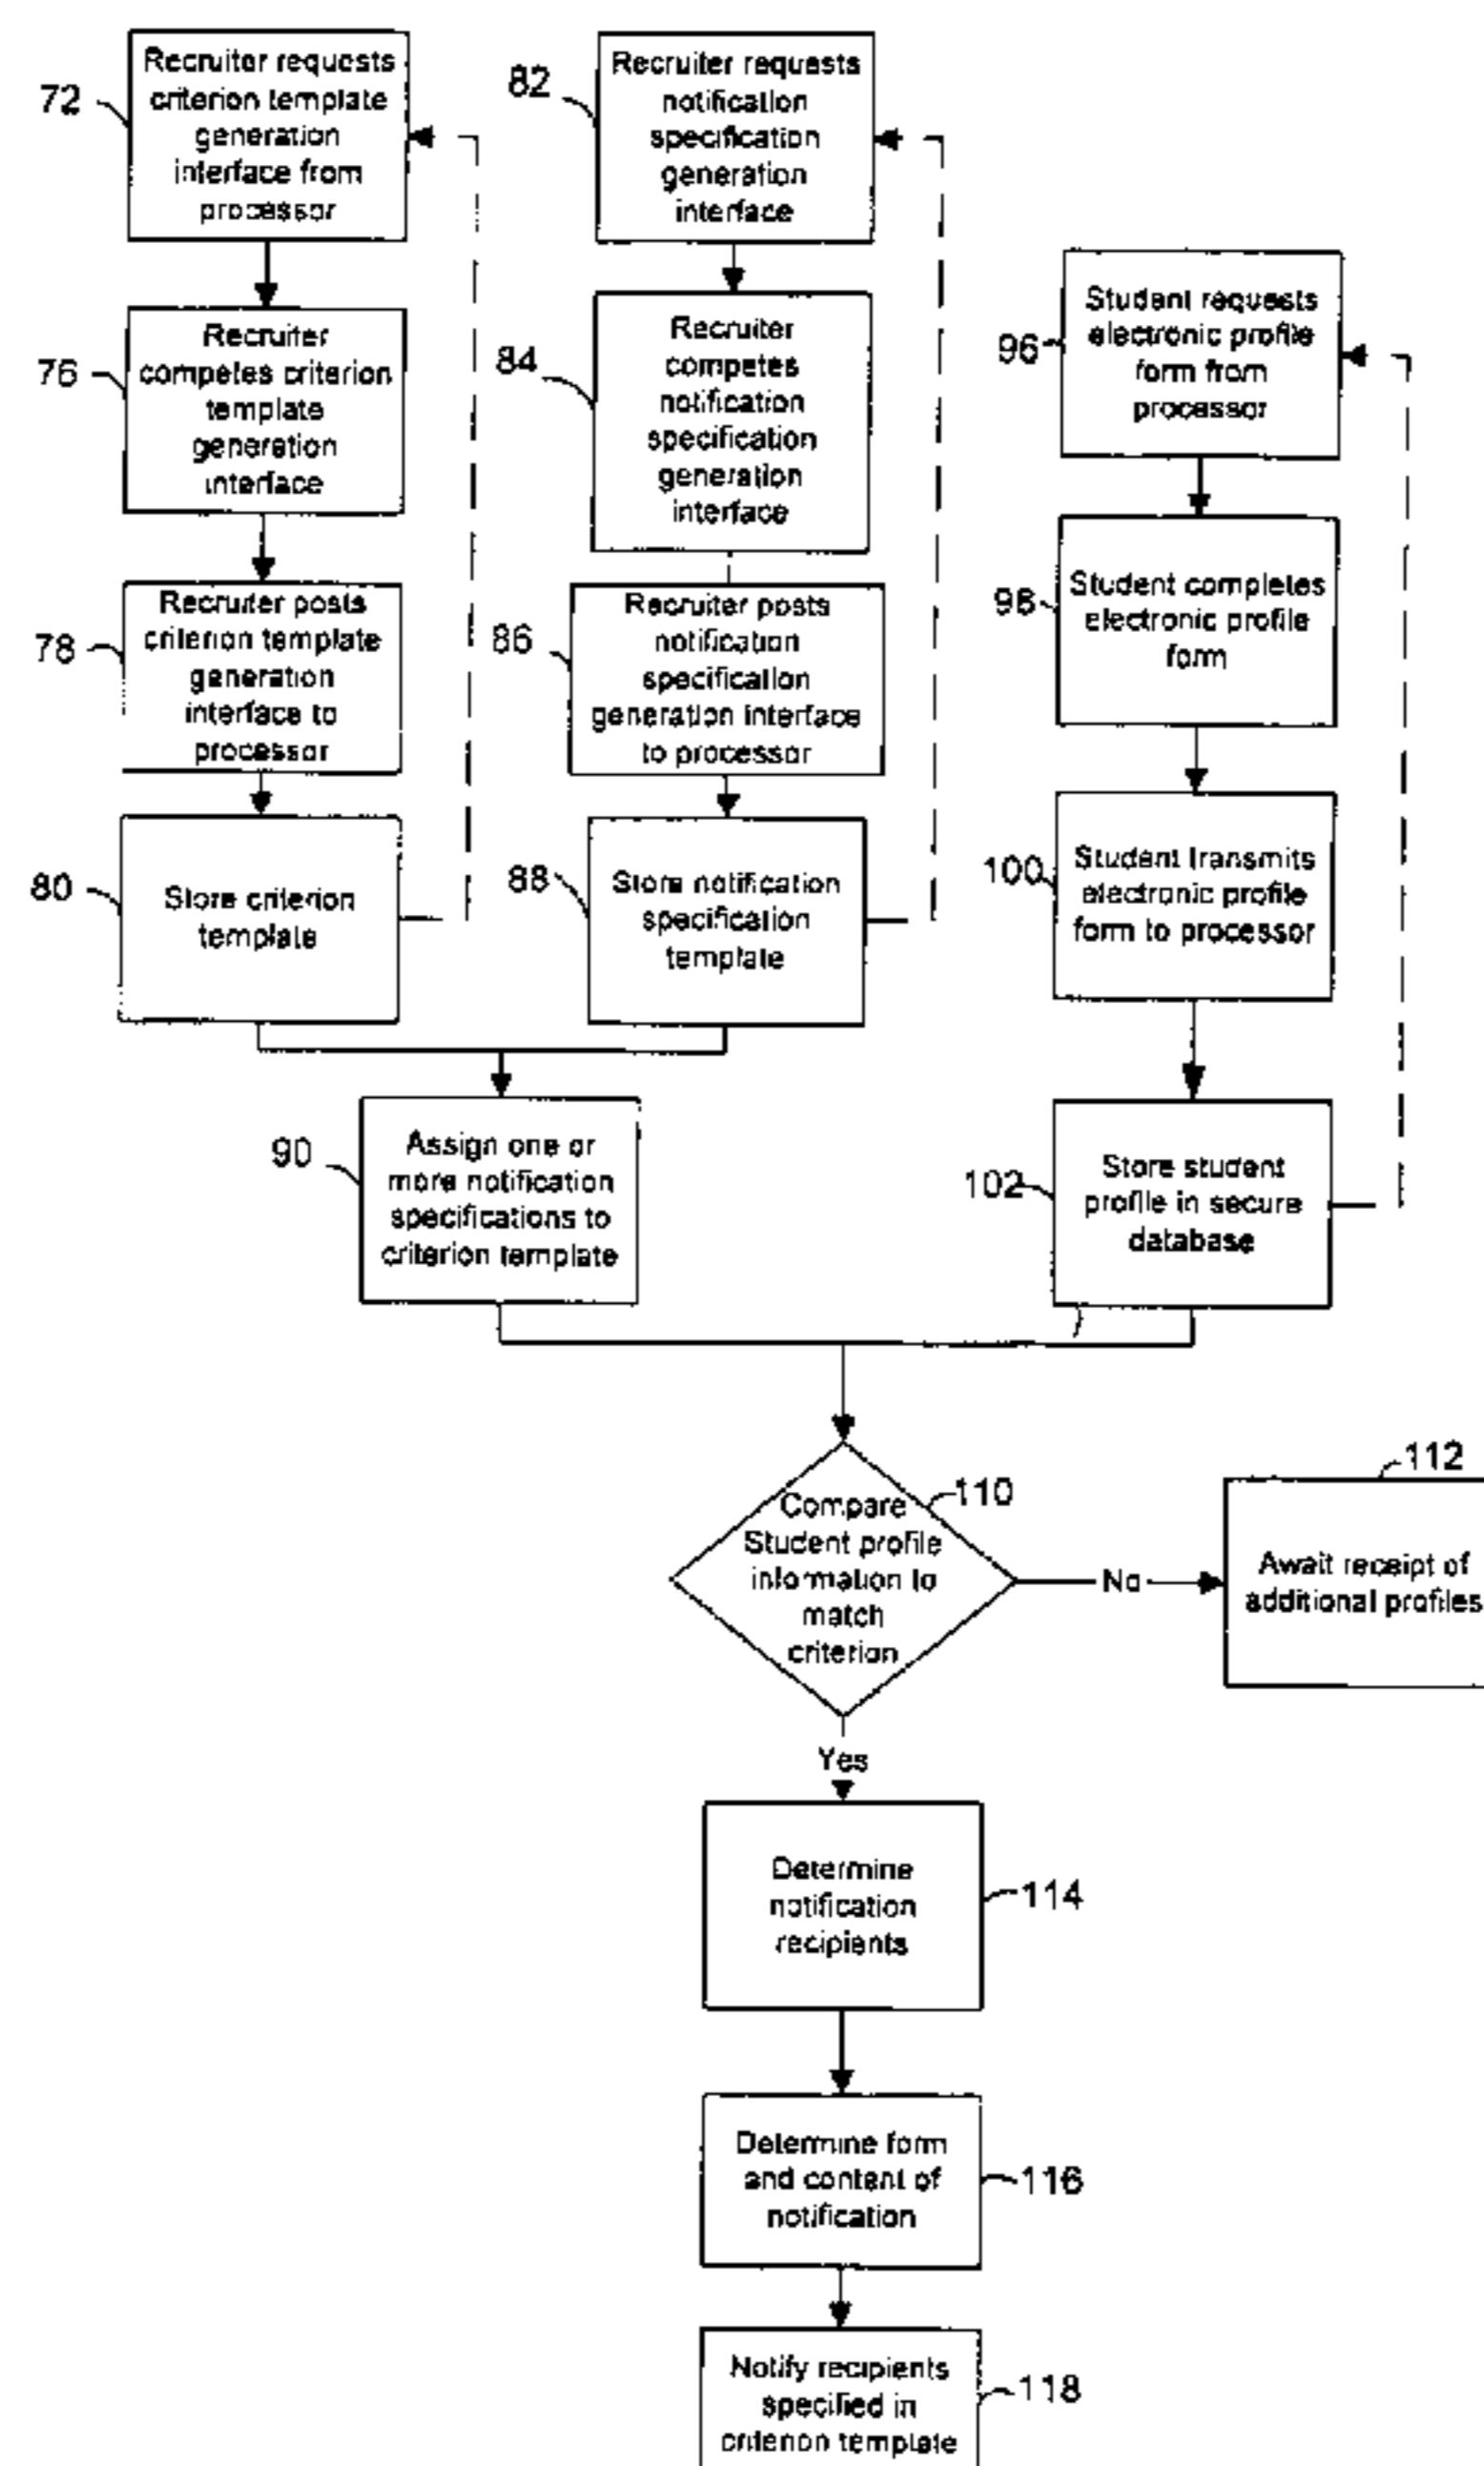 72
Recruiter requests
criterion template
generation
interface from
processor
76
Recruiter
competes criterion
template
generation
interface
78
Recruiter posts
criterion template
generation
interface to
processor
80
Store criterion
template
82
Recruiter requests
notification
specification
generation
interface
84
Recruiter
competes
notification
specification
generation
interface
86
Recruiter posts
notification
specification
generation interface
to processor
88
Store notification
specification
template
90
Assign one or
more notification
specifications to
criterion template
96
Student requests
electronic profile
form from
processor
98
Student completes
electronic profile
form
100
Student transmits
electronic profile
form to processor
102
Store student
profile in secure
database
110
Compare
Student profile
information to
match
criterion
No
112
Await receipt of
additional profiles
Yes
114
Determine
notification
recipients
116
Determine form
and content of
notification
118
Notify recipients
specified in
criterion template